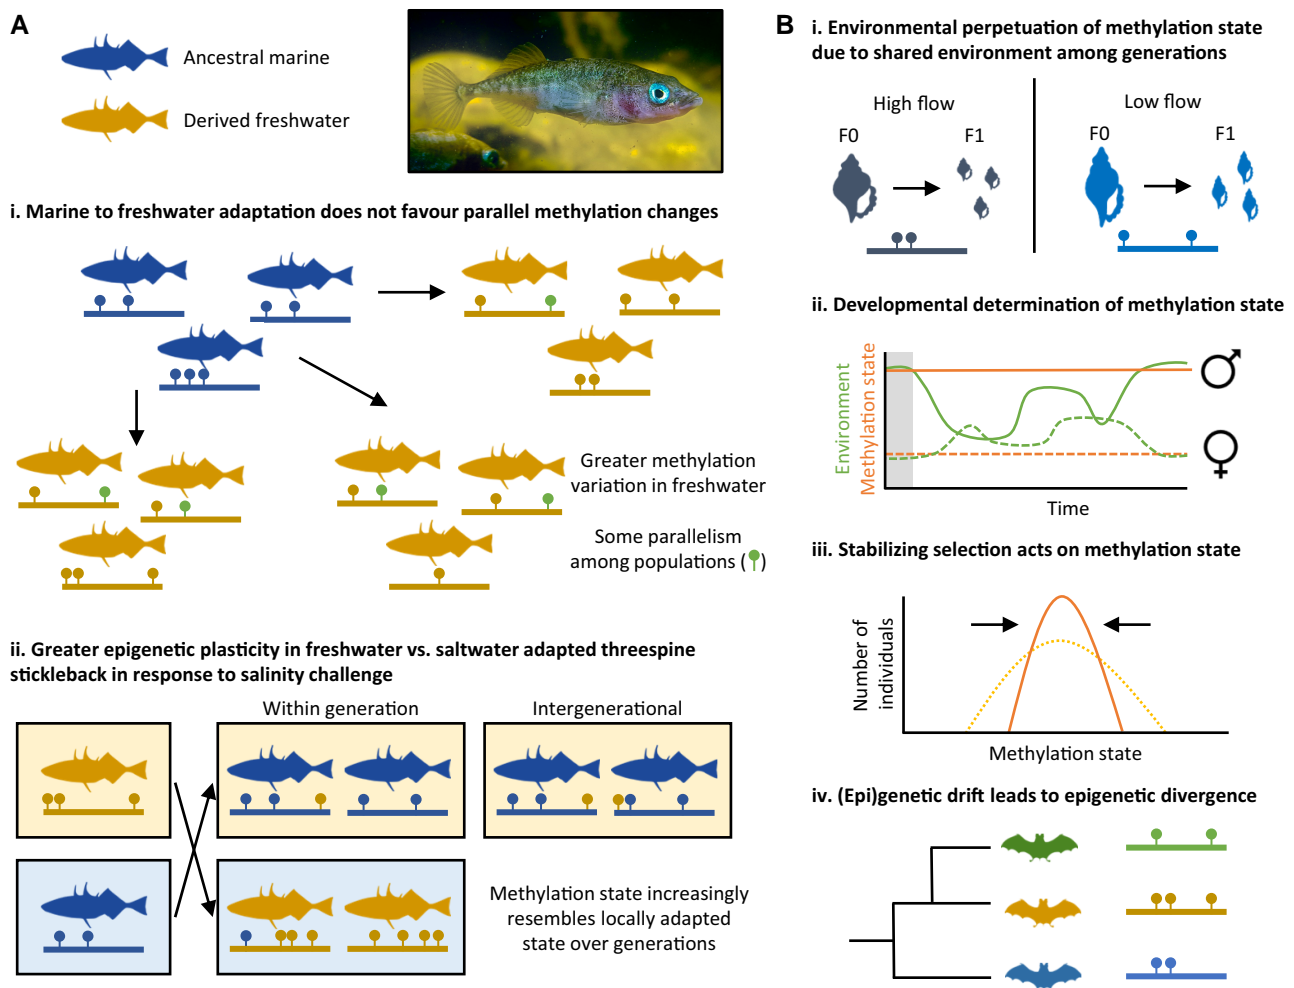 A
Ancestral marine
Derived freshwater
i. Marine to freshwater adaptation does not favour parallel methylation changes
Greater methylation
variation in freshwater
Some parallelism
among populations ( )
ii. Greater epigenetic plasticity in freshwater vs. saltwater adapted threespine
stickleback in response to salinity challenge
Within generation
Intergenerational
Methylation state increasingly
resembles locally adapted
state over generations
B
i. Environmental perpetuation of methylation state
due to shared environment among generations
High flow
Low flow
F0
F1
F0
F1
ii. Developmental determination of methylation state
Environment
Methylation state
Time
iii. Stabilizing selection acts on methylation state
Number of
individuals
Methylation state
iv. (Epi)genetic drift leads to epigenetic divergence